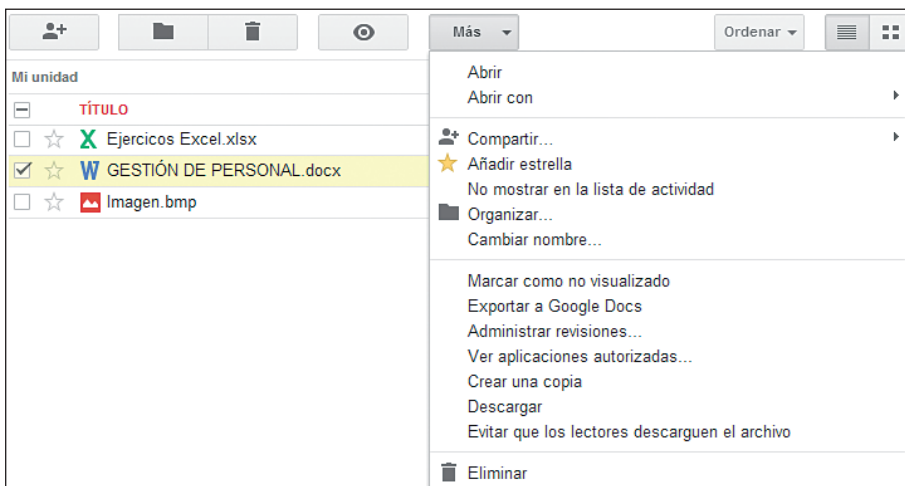 Más
Ordenar
Mi unidad
TÍTULO
Ejercicos Excel.xlsx
GESTIÓN DE PERSONAL.docx
Imagen.bmp
Abrir
Abrir con
Compartir...
Añadir estrella
No mostrar en la lista de actividad
Organizar...
Cambiar nombre...
Marcar como no visualizado
Exportar a Google Docs
Administrar revisiones...
Ver aplicaciones autorizadas...
Crear una copia
Descargar
Evitar que los lectores descarguen el archivo
Eliminar